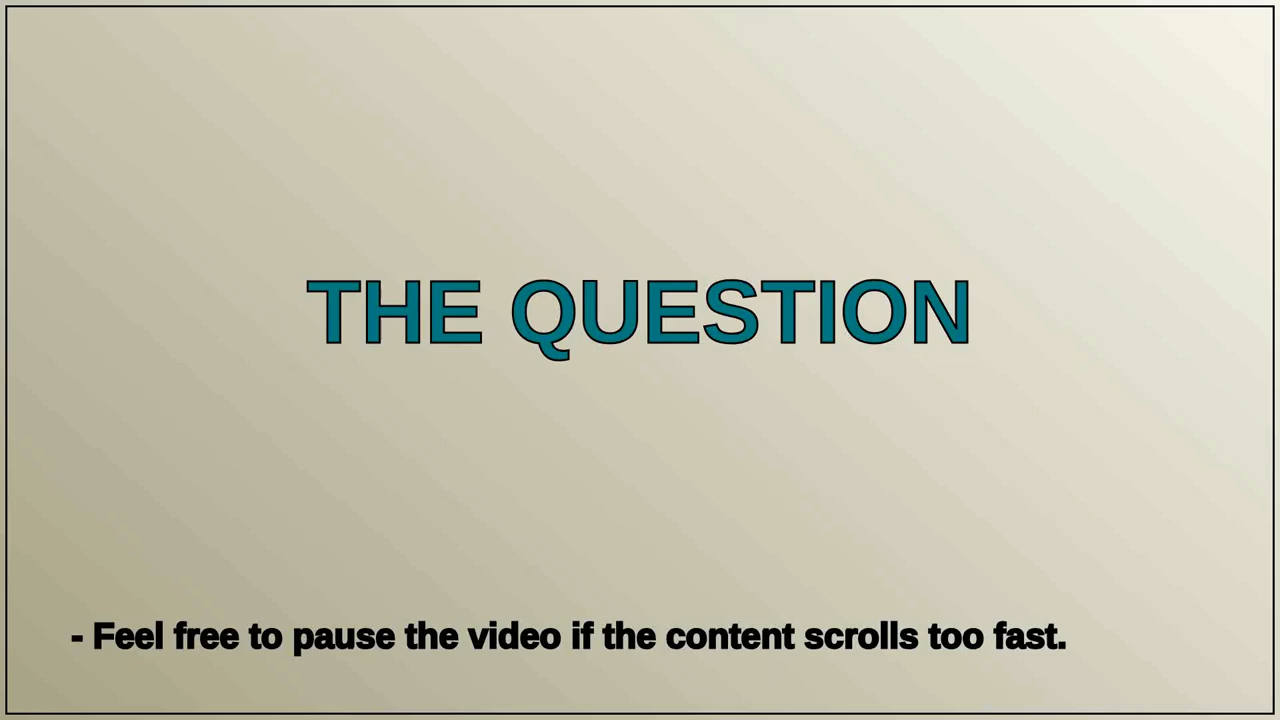 THE QUESTION
- Feel free to pause the video if the content scrolls too fast.